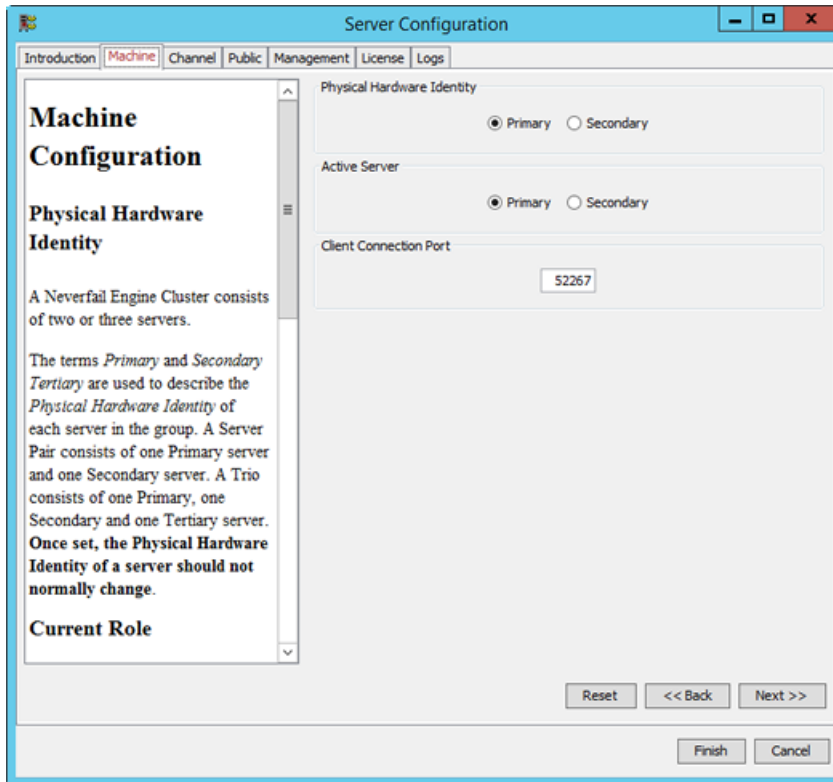 Server Configuration
Introduction Machine Channel Public Management License Logs
Machine
Configuration
Physical Hardware
Identity
A Neverfail Engine Cluster consists
of two or three servers.
The terms Primary and Secondary
Tertiary are used to describe the
Physical Hardware Identity of
each server in the group. A Server
Pair consists of one Primary server
and one Secondary server. A Trio
consists of one Primary, one
Secondary and one Tertiary server.
Once set, the Physical Hardware
Identity of a server should not
normally change.
Current Role
Physical Hardware Identity
Primary Secondary
Active Server
Primary Secondary
Client Connection Port
52267
Reset << Back Next >>
Finish Cancel